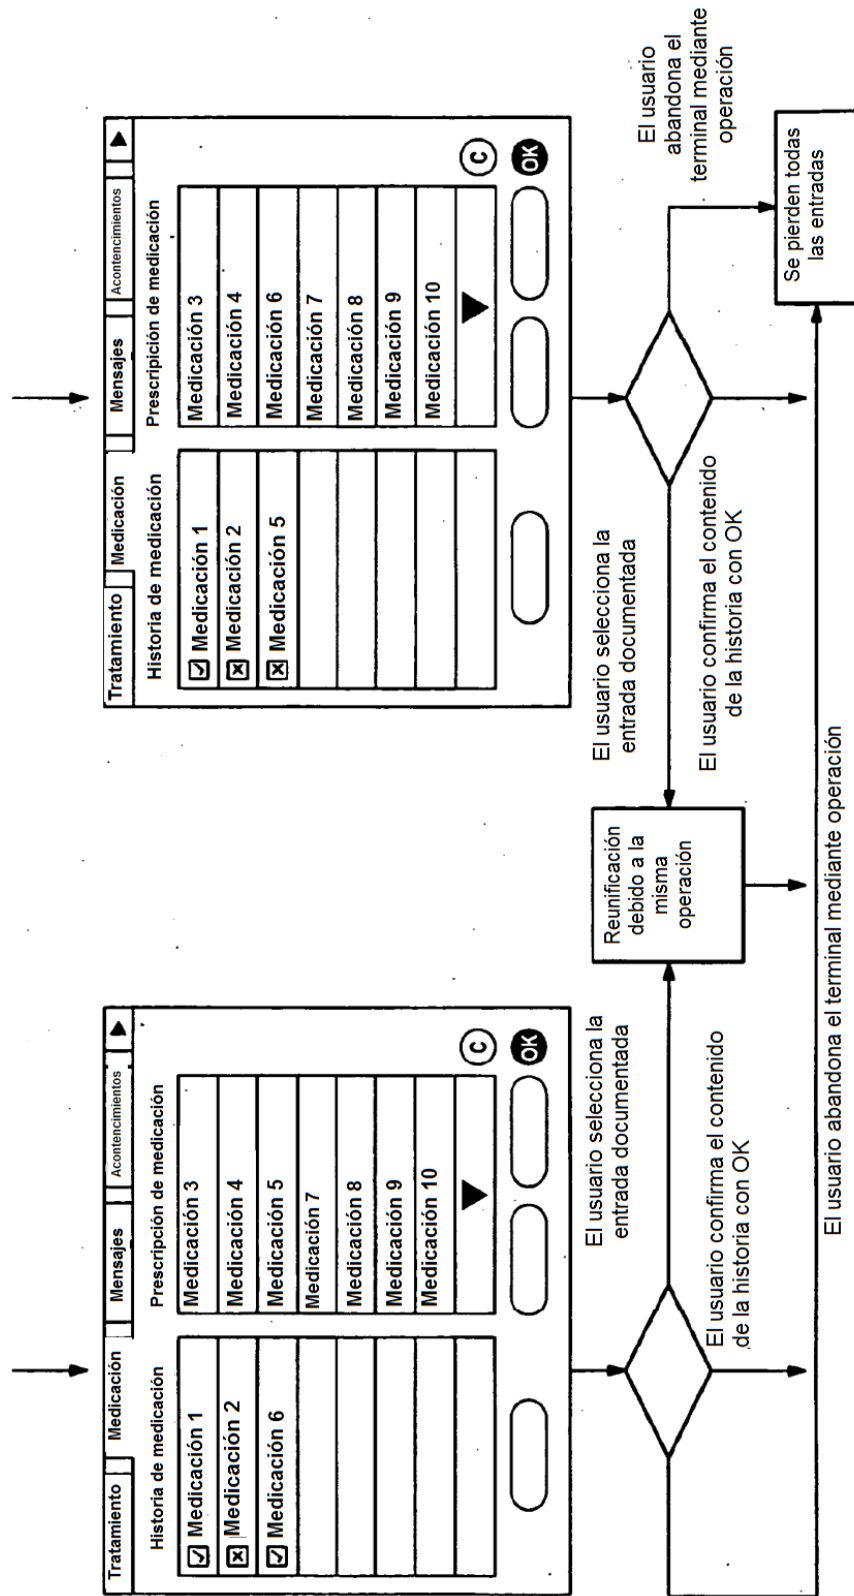 Tratamiento
Medicación
Mensajes
Acontencimientos
Historia de medicación
Prescripición de medicación
Medicación 1
Medicación 2
Medicación 6
Medicación 3
Medicación 4
Medicación 5
Medicación 7
Medicación 8
Medicación 9
Medicación 10
C
OK
Tratamiento
Medicación
Mensajes
Acontencimientos
Historia de medicación
Prescripición de medicación
Medicación 1
Medicación 2
Medicación 5
Medicación 3
Medicación 4
Medicación 6
Medicación 7
Medicación 8
Medicación 9
Medicación 10
C
OK
El usuario selecciona la
entrada documentada
El usuario confirma el contenido
de la historia con OK
Reunificación
debido a la
misma
operación
El usuario selecciona la
entrada documentada
El usuario confirma el contenido
de la historia con OK
El usuario
abandona el
terminal mediante
operación
Se pierden todas
las entradas
El usuario abandona el terminal mediante operación